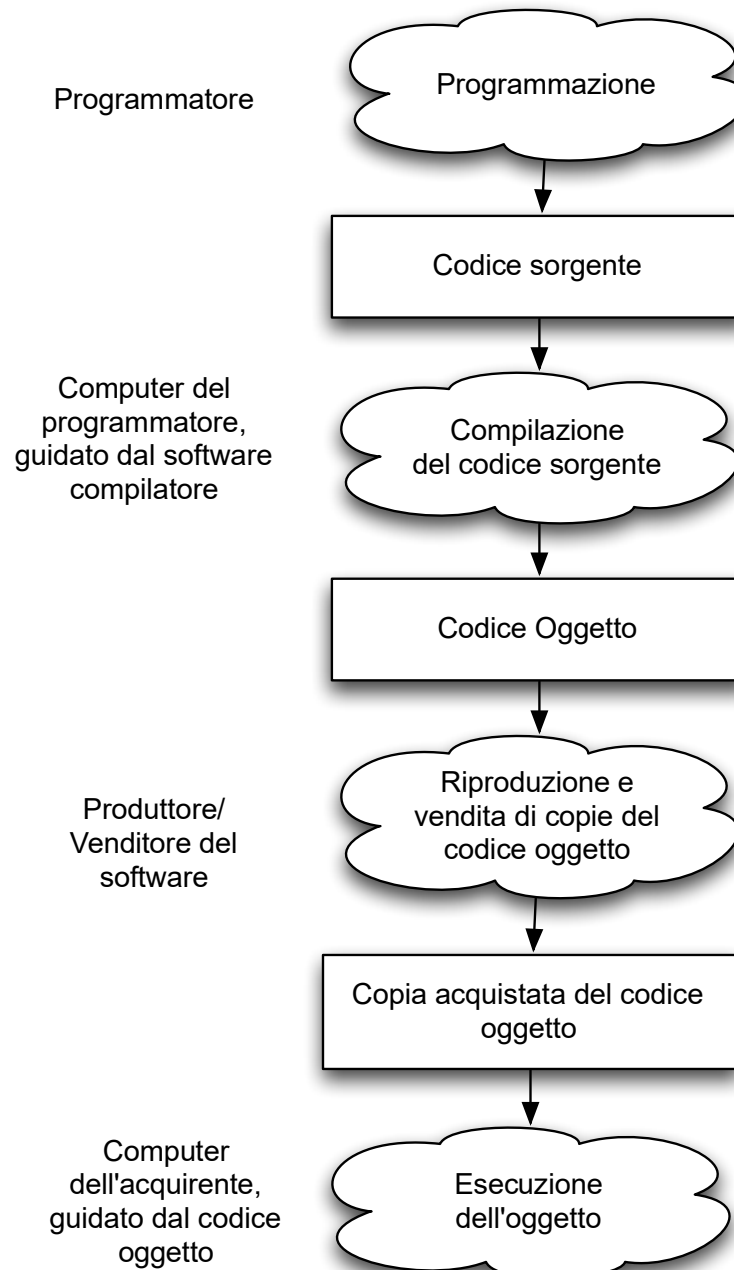 Programmatore
Programmazione
Codice sorgente
Computer del
programmatore,
guidato dal software
compilatore
Compilazione
del codice sorgente
Codice Oggetto
Produttore/
Venditore del
software
Riproduzione e
vendita di copie del
codice oggetto
Copia acquistata del codice
oggetto
Computer
dell'acquirente,
guidato dal codice
oggetto
Esecuzione
dell'oggetto